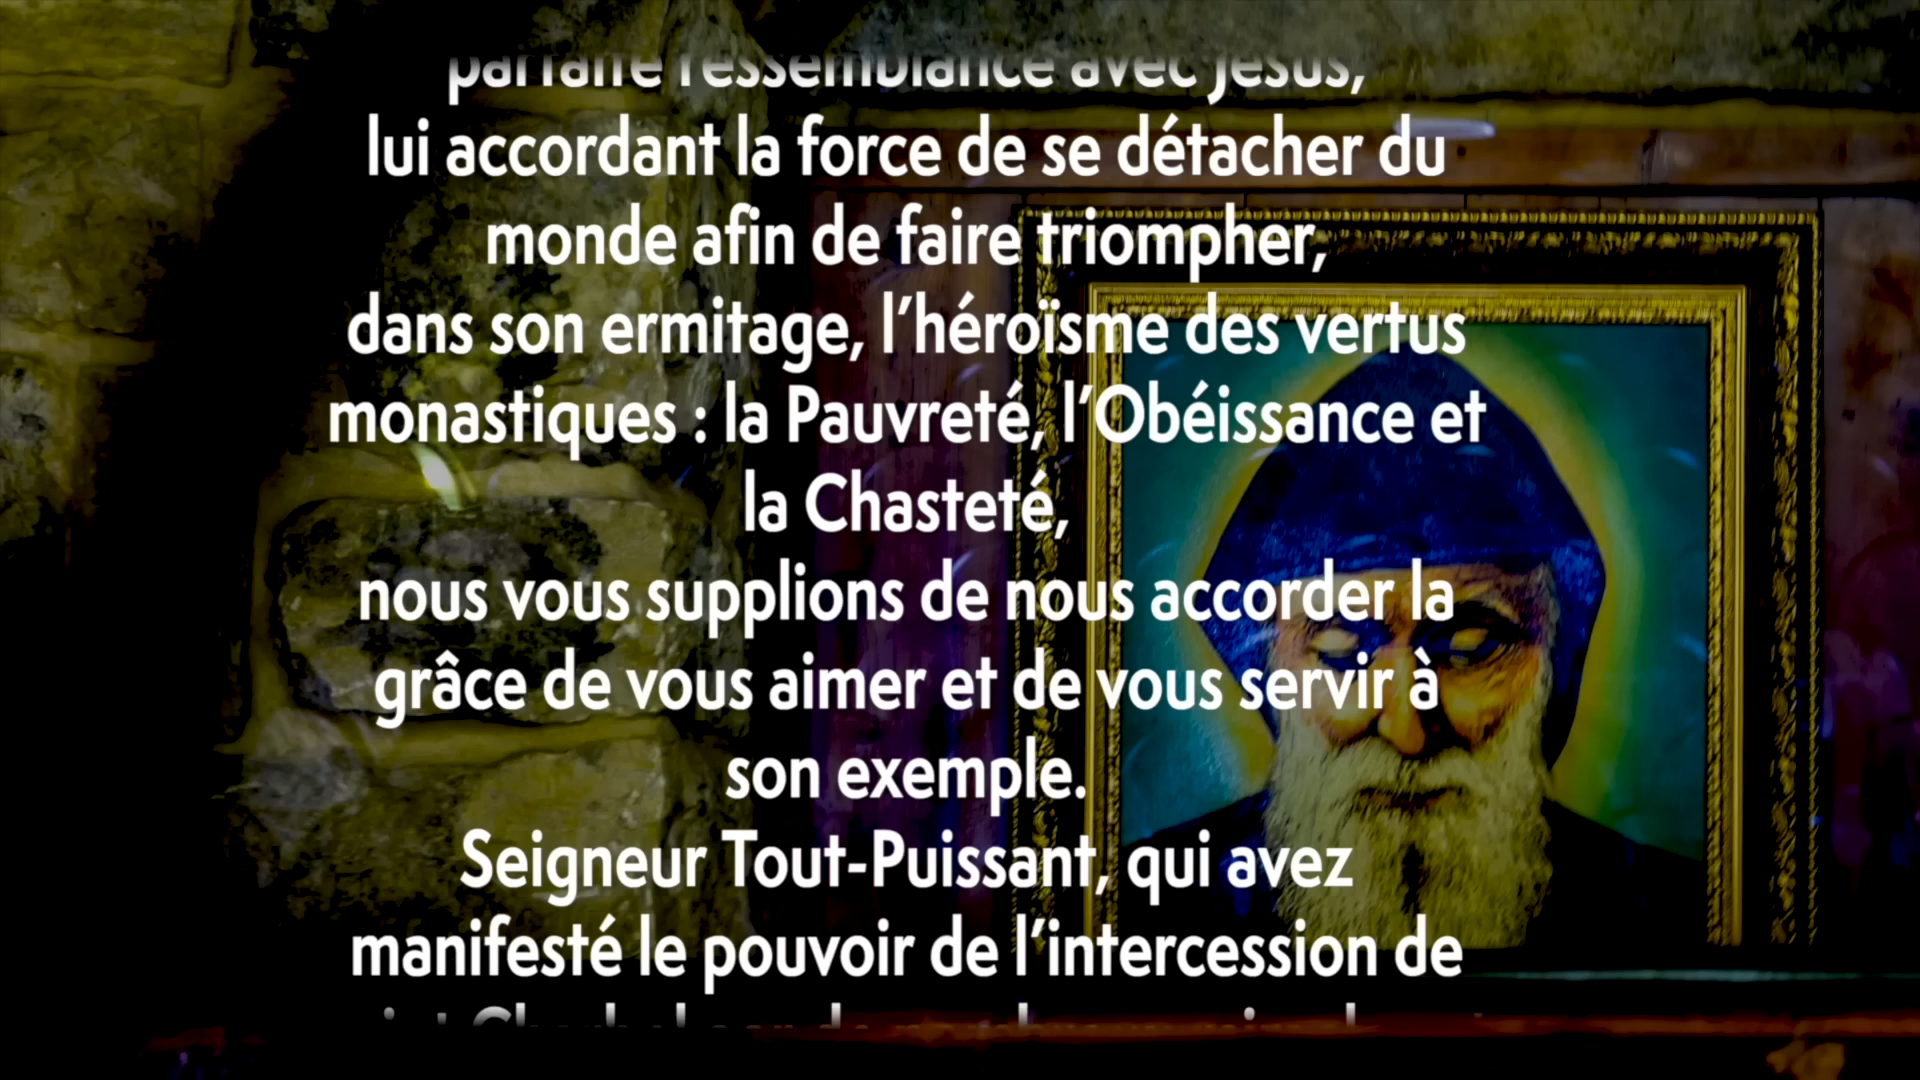 parfaite ressemblance avec Jésus,
lui accordant la force de se détacher du
monde afin de faire triompher,
dans son ermitage, l’héroïsme des vertus
monastiques : la Pauvreté, l’Obéissance et
la Chasteté,
nous vous supplions de nous accorder la
grâce de vous aimer et de vous servir à
son exemple.
Seigneur Tout-Puissant, qui avez
manifesté le pouvoir de l’intercession de